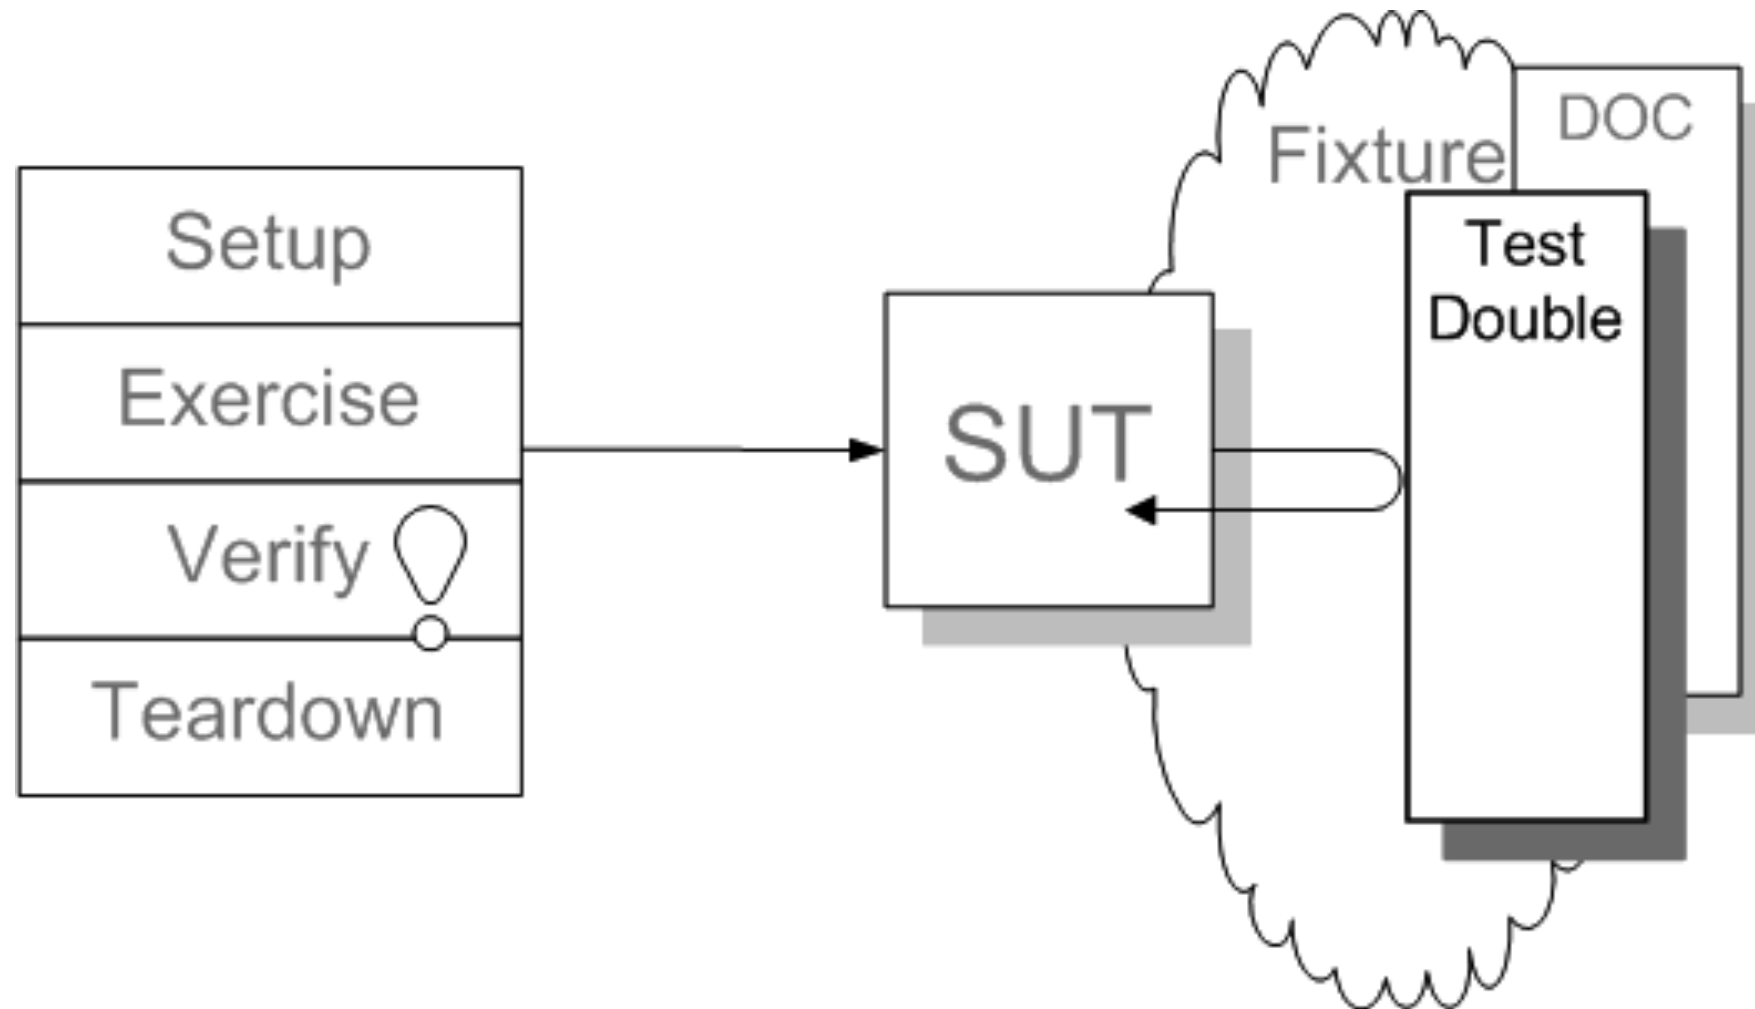 Setup
Exercise
Verify
Teardown
SUT
Fixture
DOC
Test
Double